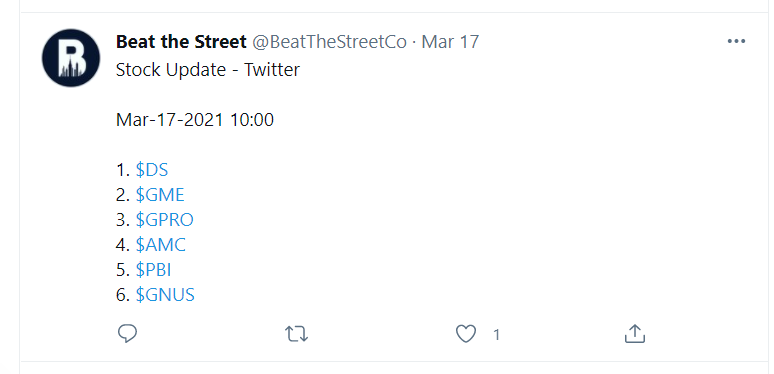 Beat the Street @BeatTheStreetCo · Mar 17
Stock Update - Twitter
Mar-17-2021 10:00
1. $DS
2. $GME
3. $GPRO
4. $AMC
5. $PBI
6. $GNUS
1